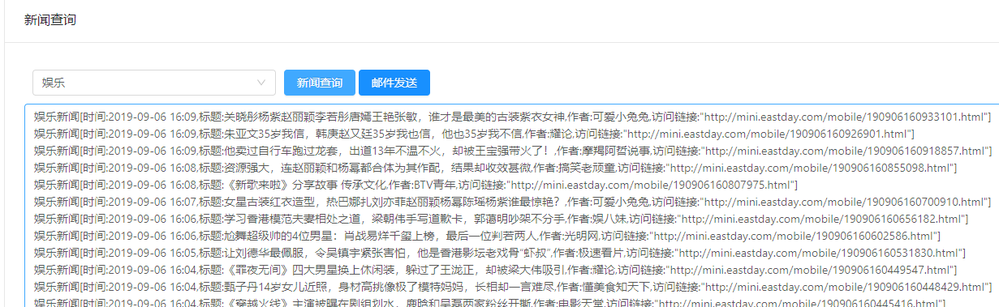 新闻查询
娱乐
新闻查询
邮件发送
娱乐新闻[时间:2019-09-06 16:09,标题:关晓彤杨紫赵丽颖李若彤唐嫣王艳张敏，谁才是最美的古装紫衣女神,作者:可爱小兔兔,访问链接:"http://mini.eastday.com/mobile/190906160933101.html"]
娱乐新闻[时间:2019-09-06 16:09,标题:朱亚文35岁我信，韩庚赵又廷35岁我也信，他也35岁我不信,作者:耀论,访问链接:"http://mini.eastday.com/mobile/190906160926901.html"]
娱乐新闻[时间:2019-09-06 16:09,标题:他卖过自行车跑过龙套，出道13年不温不火，却被王宝强带火了！,作者:摩羯阿哲说事,访问链接:"http://mini.eastday.com/mobile/190906160918857.html"]
娱乐新闻[时间:2019-09-06 16:08,标题:资源强大，连赵丽颖和杨幂都合体为其作配，结果却收效甚微,作者:搞笑老顽童,访问链接:"http://mini.eastday.com/mobile/190906160855098.html"]
娱乐新闻[时间:2019-09-06 16:08,标题:《新歌来啦》分享故事 传承文化,作者:BTV青年,访问链接:"http://mini.eastday.com/mobile/190906160807975.html"]
娱乐新闻[时间:2019-09-06 16:07,标题:女星古装红衣造型，热巴娜扎刘亦菲赵丽颖杨幂陈瑶杨紫谁最惊艳？,作者:可爱小兔兔,访问链接:"http://mini.eastday.com/mobile/190906160700910.html"]
娱乐新闻[时间:2019-09-06 16:06,标题:学习香港模范夫妻相处之道，梁朝伟手写道歉卡，郭蔼明吵架不分手,作者:娱八妹,访问链接:"http://mini.eastday.com/mobile/190906160656182.html"]
娱乐新闻[时间:2019-09-06 16:06,标题:尬舞超级帅的4位男星：肖战易烊千玺上榜，最后一位判若两人,作者:光明网,访问链接:"http://mini.eastday.com/mobile/190906160602586.html"]
娱乐新闻[时间:2019-09-06 16:05,标题:让刘德华最佩服，令吴镇宇紧张害怕，他是香港影坛老戏骨“虾叔”,作者:极速看片,访问链接:"http://mini.eastday.com/mobile/190906160531830.html"]
娱乐新闻[时间:2019-09-06 16:04,标题:《罪夜无间》四大男星换上休闲装，躲过了王泷正，却被梁大伟吸引,作者:耀论,访问链接:"http://mini.eastday.com/mobile/190906160449547.html"]
娱乐新闻[时间:2019-09-06 16:04,标题:甄子丹14岁女儿近照，身材高挑像极了模特妈妈，长相却一言难尽,作者:懂美食知天下,访问链接:"http://mini.eastday.com/mobile/190906160448429.html"]
娱乐新闻[时间:2019-09-06 16:04,标题:《穿越火线》主演被曝在剧组划水，鹿晗和吴磊两家粉丝开撕,作者:电影天堂,访问链接:"http://mini.eastday.com/mobile/190906160445416.html"]